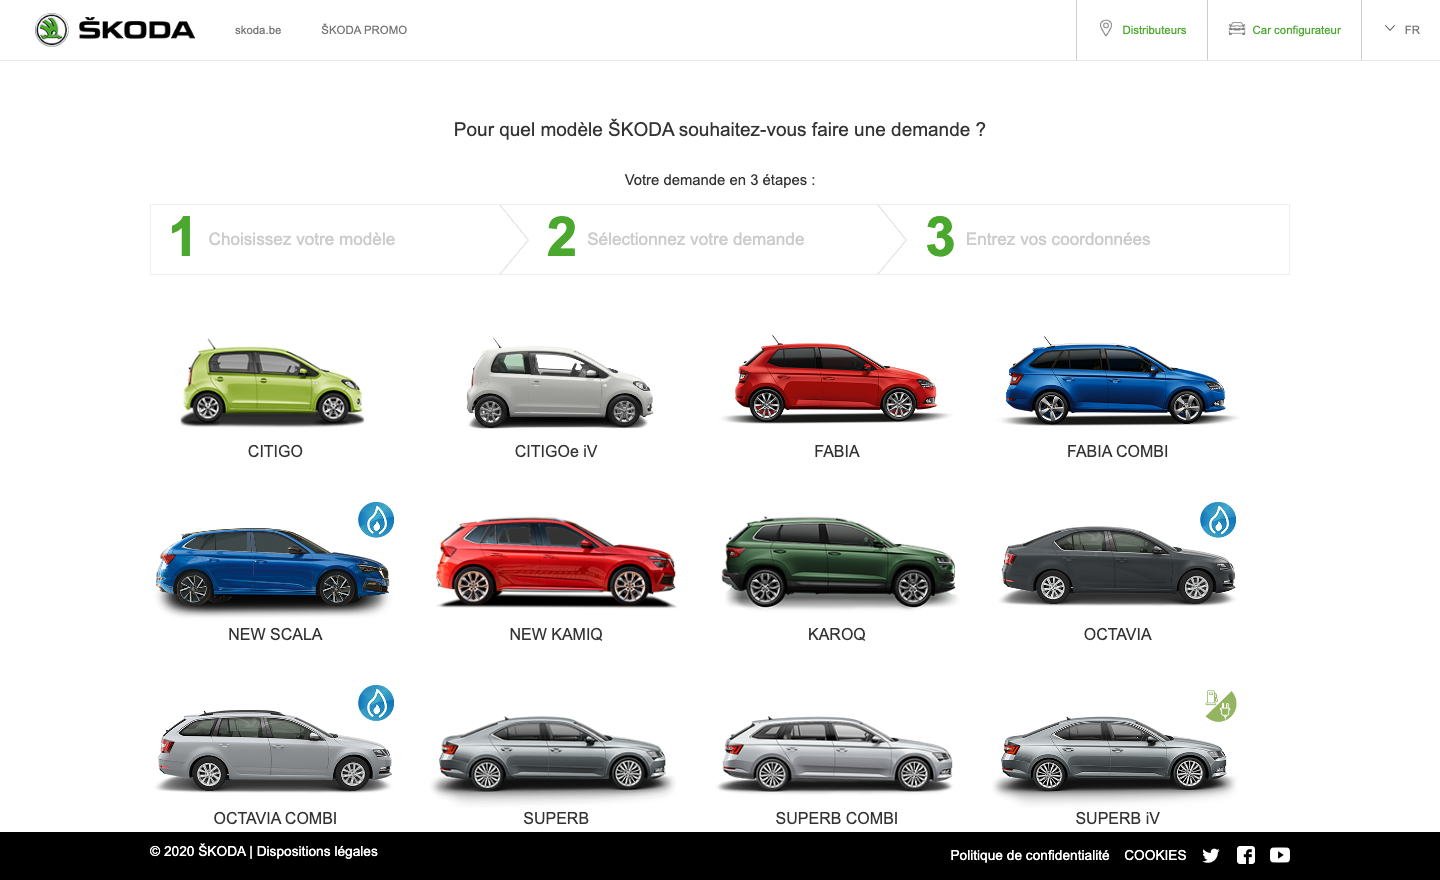 ŠKODA
skoda.be
ŠKODA PROMO
Distributeurs
Car configurateur
FR
Pour quel modèle ŠKODA souhaitez-vous faire une demande ?
Votre demande en 3 étapes :
1 Choisissez votre modèle
2 Sélectionnez votre demande
3 Entrez vos coordonnées
CITIGO
CITIGOe iV
FABIA
FABIA COMBI
NEW SCALA
NEW KAMIQ
KAROQ
OCTAVIA
OCTAVIA COMBI
SUPERB
SUPERB COMBI
SUPERB iV
© 2020 ŠKODA | Dispositions légales
Politique de confidentialité
COOKIES